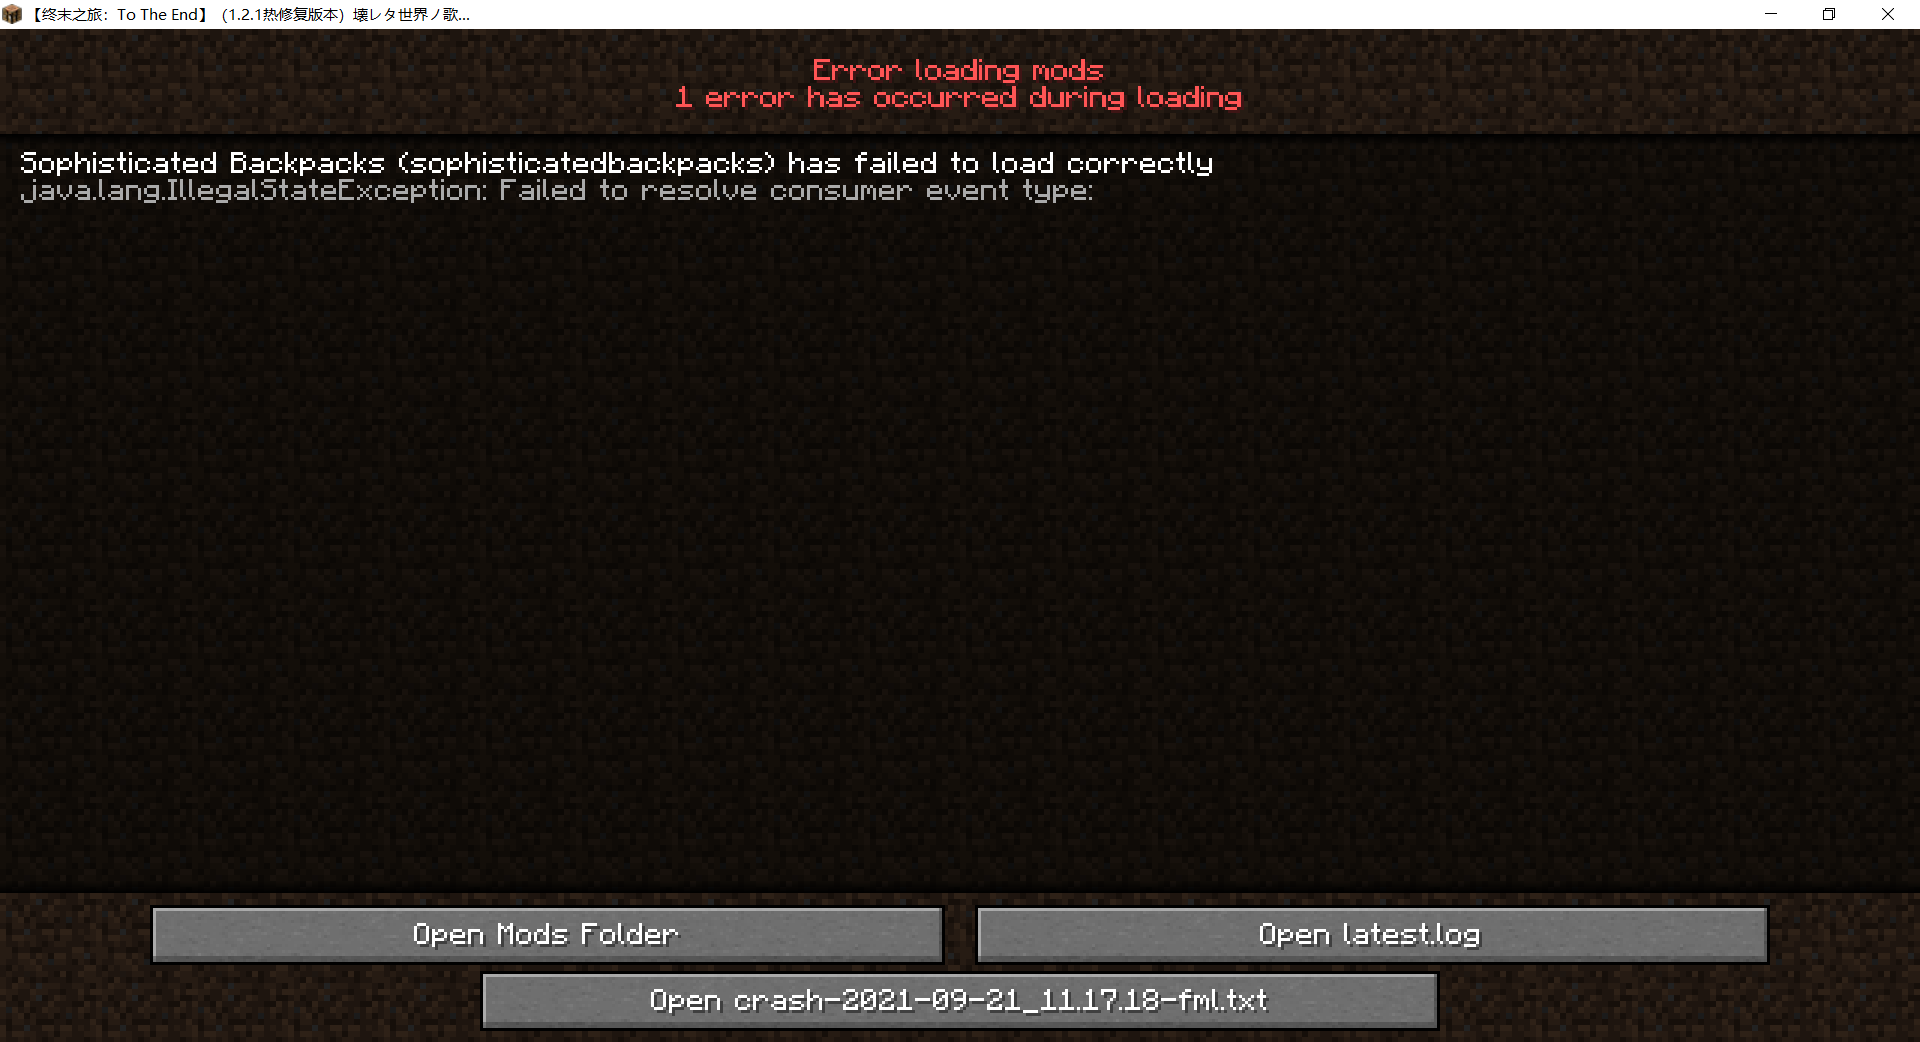 【终末之旅：To The End】（1.2.1热修复版本）壊レタ世界ノ歌...
Error loading mods
1 error has occurred during loading
Sophisticated Backpacks (sophisticatedbackpacks) has failed to load correctly
java.lang.IllegalStateException: Failed to resolve consumer event type:
Open Mods Folder
Open latest.log
Open crash-2021-09-21_11.17.18-fml.txt